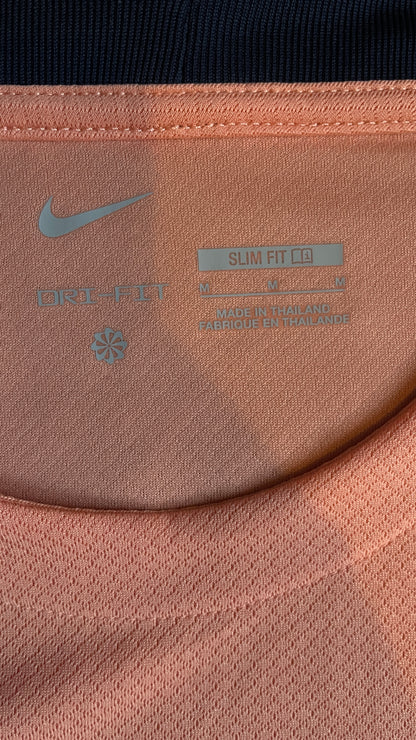 DRI-FIT
SLIM FIT
M M M
MADE IN THAILAND
FABRIQUE EN THAILANDE